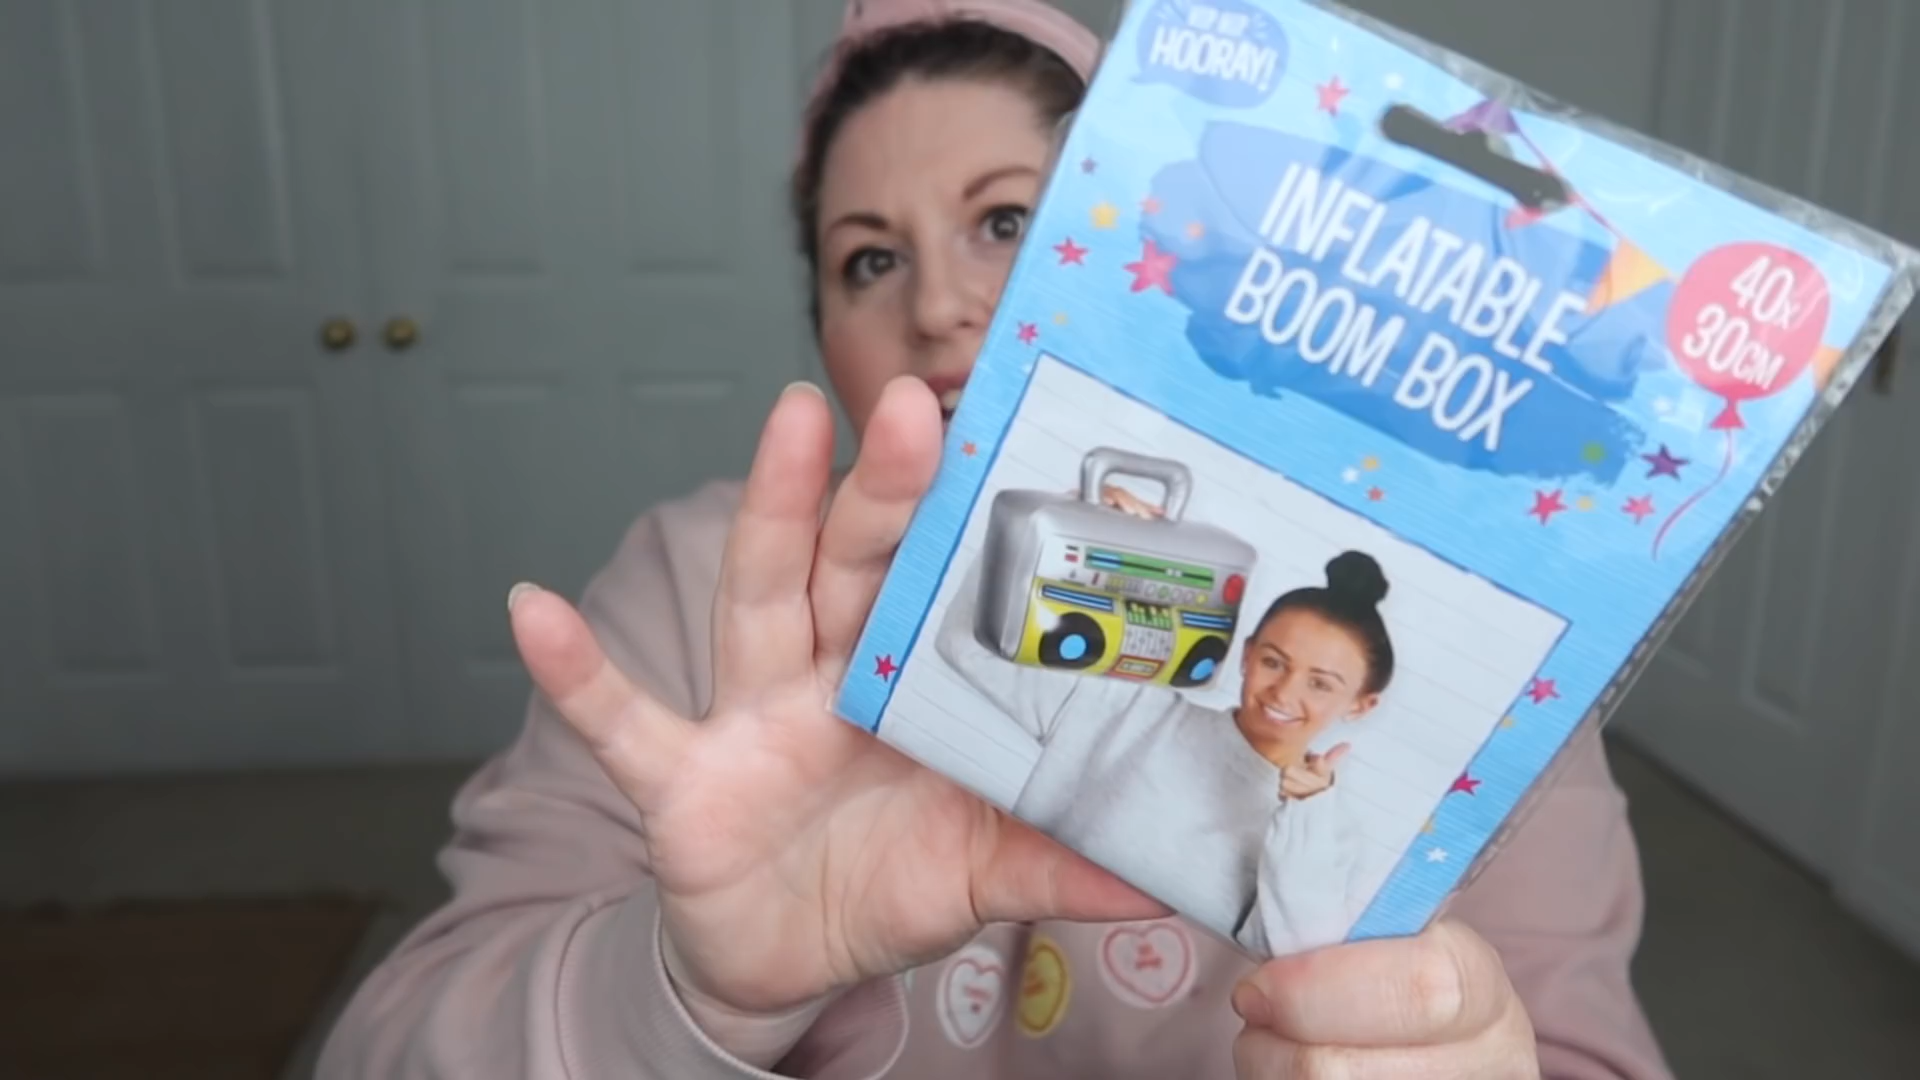 HIP HIP
HOORAY!
INFLATABLE
BOOM BOX
40x
30CM